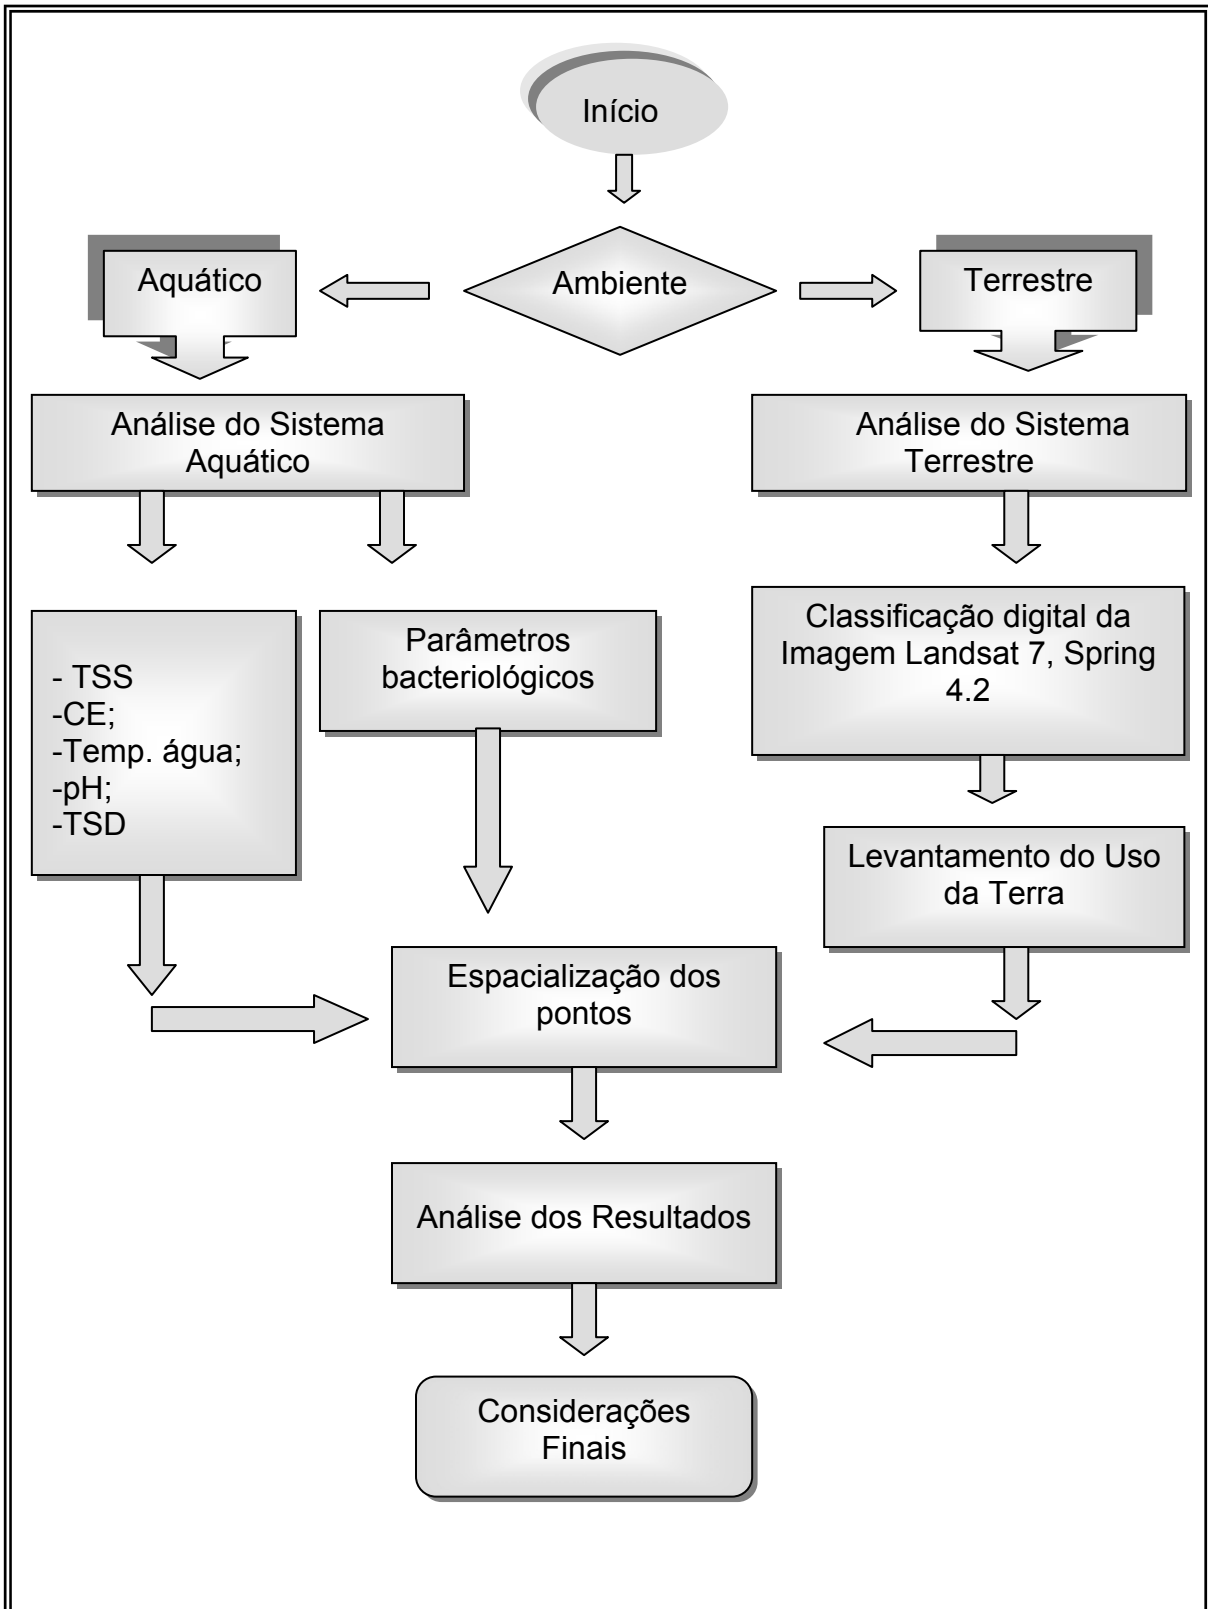 Início
Ambiente
Aquático
Terrestre
Análise do Sistema
Aquático
Análise do Sistema
Terrestre
- TSS
-CE;
-Temp. água;
-pH;
-TSD
Parâmetros
bacteriológicos
Classificação digital da
Imagem Landsat 7, Spring
4.2
Levantamento do Uso
da Terra
Espacialização dos
pontos
Análise dos Resultados
Considerações
Finais